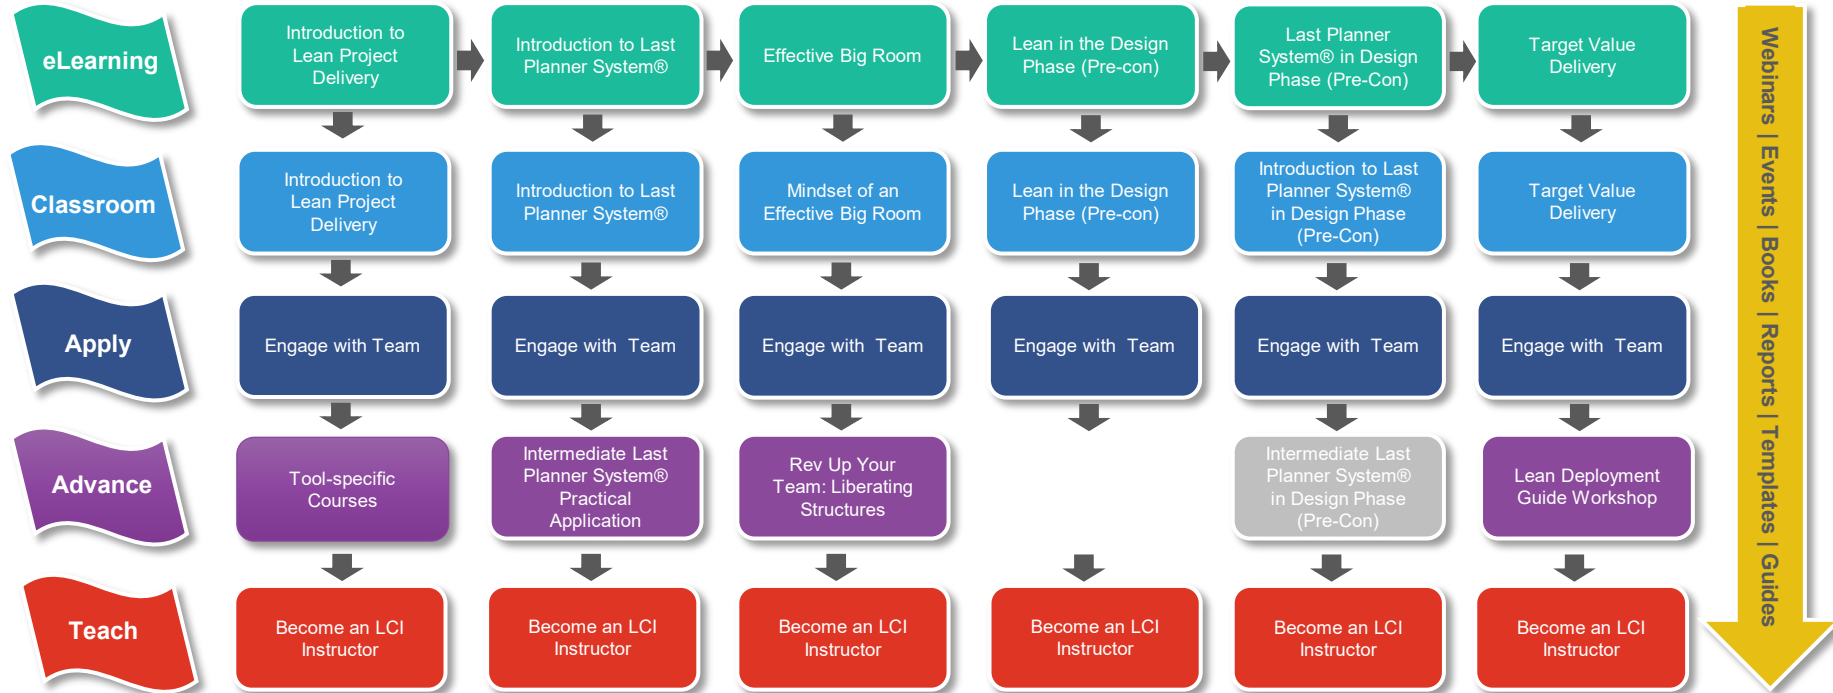 eLearning
Introduction to
Lean Project
Delivery
Introduction to Last
Planner System®
Effective Big Room
Lean in the Design
Phase (Pre-con)
Last Planner
System® in Design
Phase (Pre-Con)
Target Value
Delivery
Classroom
Introduction to
Lean Project
Delivery
Introduction to Last
Planner System®
Mindset of an
Effective Big Room
Lean in the Design
Phase (Pre-con)
Introduction to Last
Planner System®
in Design Phase
(Pre-Con)
Target Value
Delivery
Apply
Engage with Team
Engage with  Team
Engage with  Team
Engage with  Team
Engage with  Team
Engage with  Team
Advance
Tool-specific
Courses
Intermediate Last
Planner System®
Practical
Application
Rev Up Your
Team: Liberating
Structures
Intermediate Last
Planner System®
in Design Phase
(Pre-Con)
Lean Deployment
Guide Workshop
Teach
Become an LCI
Instructor
Become an LCI
Instructor
Become an LCI
Instructor
Become an LCI
Instructor
Become an LCI
Instructor
Become an LCI
Instructor
Webinars | Events | Books | Reports | Templates | Guides